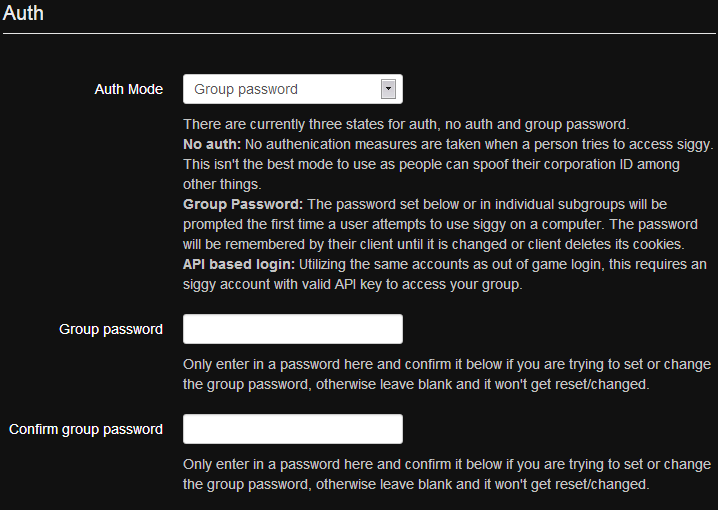 Auth
Auth Mode
Group password
There are currently three states for auth, no auth and group password.
No auth: No authenication measures are taken when a person tries to access siggy.
This isn't the best mode to use as people can spoof their corporation ID among
other things.
Group Password: The password set below or in individual subgroups will be
prompted the first time a user attempts to use siggy on a computer. The password
will be remembered by their client until it is changed or client deletes its cookies.
API based login: Utilizing the same accounts as out of game login, this requires an
siggy account with valid API key to access your group.
Group password
Only enter in a password here and confirm it below if you are trying to set or change
the group password, otherwise leave blank and it won't get reset/changed.
Confirm group password
Only enter in a password here and confirm it below if you are trying to set or change
the group password, otherwise leave blank and it won't get reset/changed.